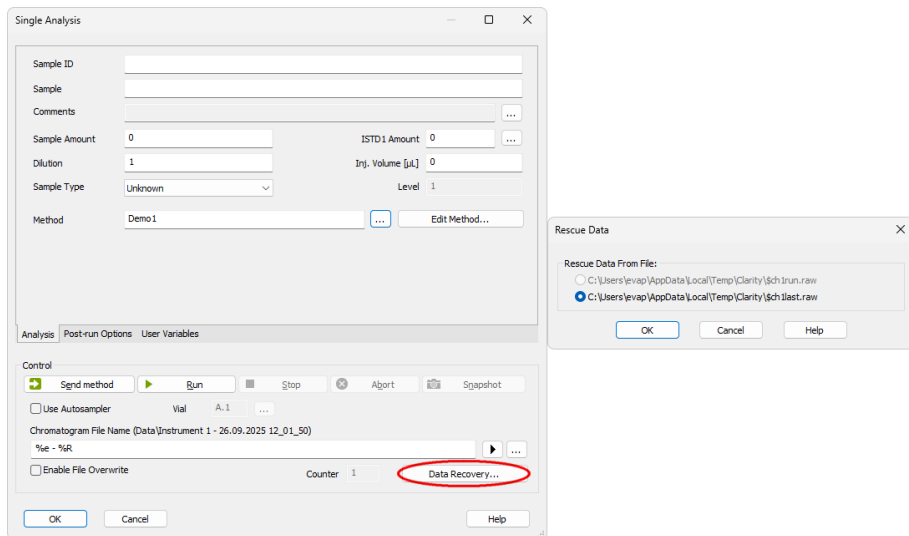 Single Analysis
Sample ID
Sample
Comments
...
Sample Amount 0 ISTD1 Amount 0 ...
Dilution 1 Inj. Volume [µL] 0
Sample Type Unknown Level 1
Method Demo1 ... Edit Method...
Analysis Post-run Options User Variables
Control
Send method Run Stop Abort Snapshot
Use Autosampler Vial A.1 ...
Chromatogram File Name (Data\Instrument 1 - 26.09.2025 12_01_50)
%e - %R ...
Enable File Overwrite Counter 1 Data Recovery...
OK Cancel Help
Rescue Data
Rescue Data From File:
C:\Users\evap\AppData\Local\Temp\Clarity\$ch1run.raw
C:\Users\evap\AppData\Local\Temp\Clarity\$ch1last.raw
OK Cancel Help